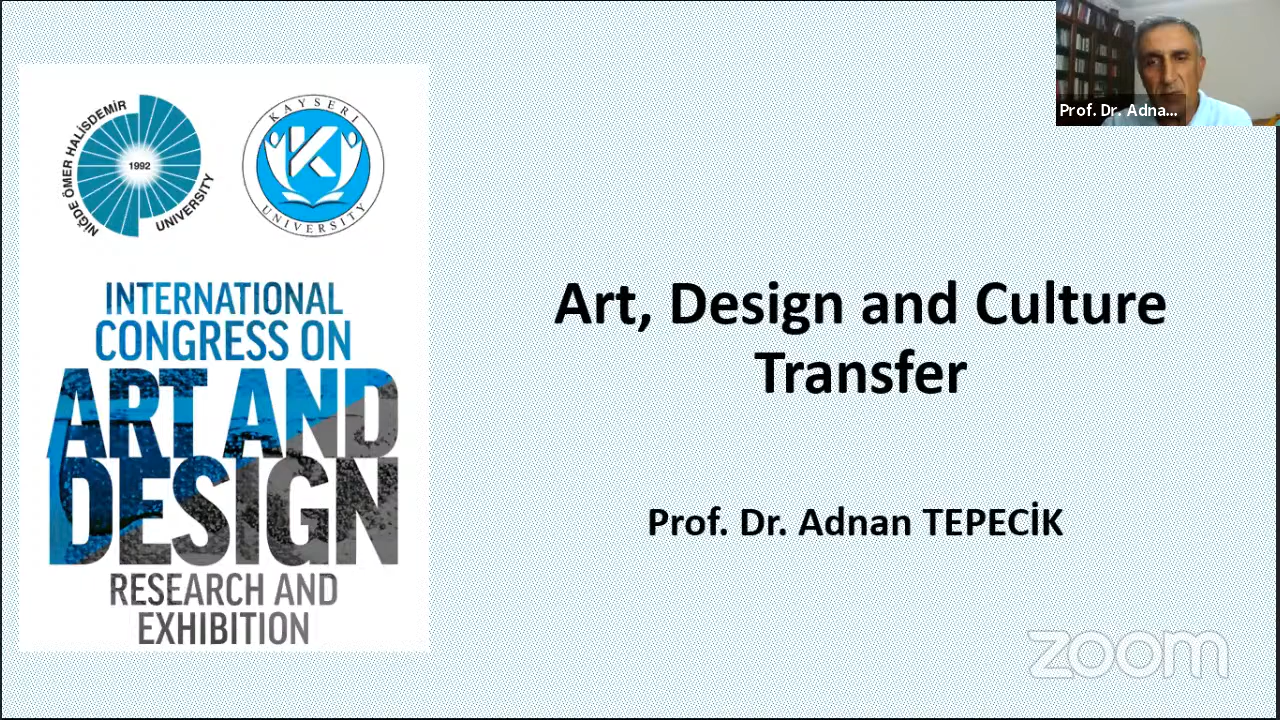 NİĞDE ÖMER HALİSDEMİR
1992
UNIVERSITY
KAYSERI
K
UNIVERSITY
INTERNATIONAL
CONGRESS ON
ART AND
DESIGN
RESEARCH AND
EXHIBITION
Art, Design and Culture
Transfer
Prof. Dr. Adnan TEPECİK
Prof. Dr. Adna...
zoom